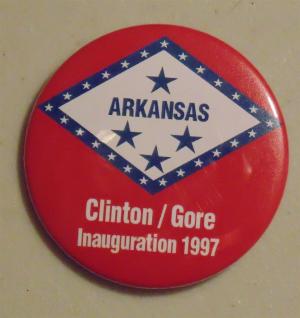 ARKANSAS
Clinton / Gore
Inauguration 1997